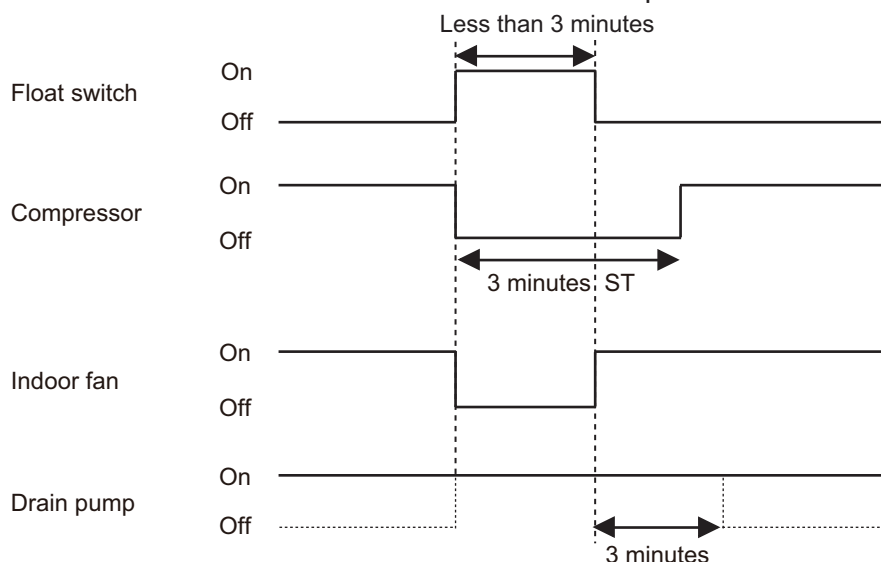 Less than 3 minutes
On
Float switch
Off
On
Compressor
Off
3 minutes ST
On
Indoor fan
Off
On
Drain pump
Off
3 minutes